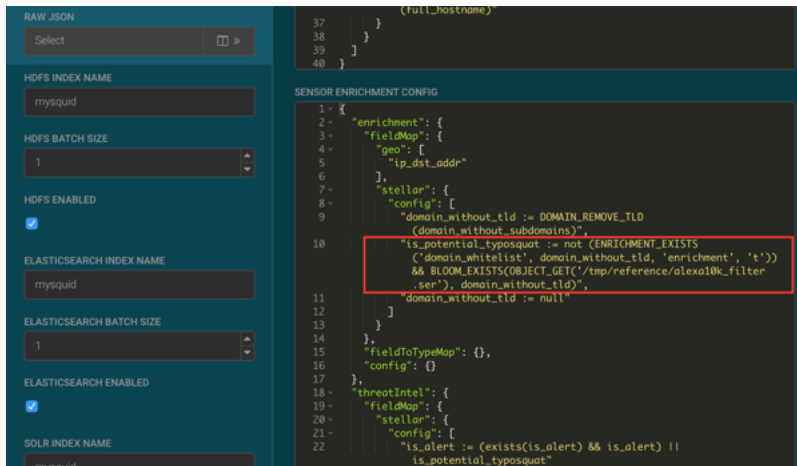 RAW JSON
Select
HDFS INDEX NAME
mysquid
HDFS BATCH SIZE
1
HDFS ENABLED
ELASTICSEARCH INDEX NAME
mysquid
ELASTICSEARCH BATCH SIZE
1
ELASTICSEARCH ENABLED
SOLR INDEX NAME
mysquid
(full_hostname)"
37 }
38 }
39 ]
40 }
SENSOR ENRICHMENT CONFIG
1 {
2 "enrichment": {
3 "fieldMap": {
4 "geo": [
5 "ip_dst_addr"
6 ],
7 "stellar": {
8 "config": [
9 "domain_without_tld := DOMAIN_REMOVE_TLD
(domain_without_subdomains)",
10 "is_potential_typosquat := not (ENRICHMENT_EXISTS
('domain_whitelist', domain_without_tld, 'enrichment', 't'))
&& BLOOM_EXISTS(OBJECT_GET('/tmp/reference/alexa10k_filter
.ser'), domain_without_tld)",
11 "domain_without_tld := null"
12 ]
13 }
14 },
15 "fieldToTypeMap": {},
16 "config": {}
17 },
18 "threatIntel": {
19 "fieldMap": {
20 "stellar": {
21 "config": [
22 "is_alert := (exists(is_alert) && is_alert) ||
is_potential_typosquat"